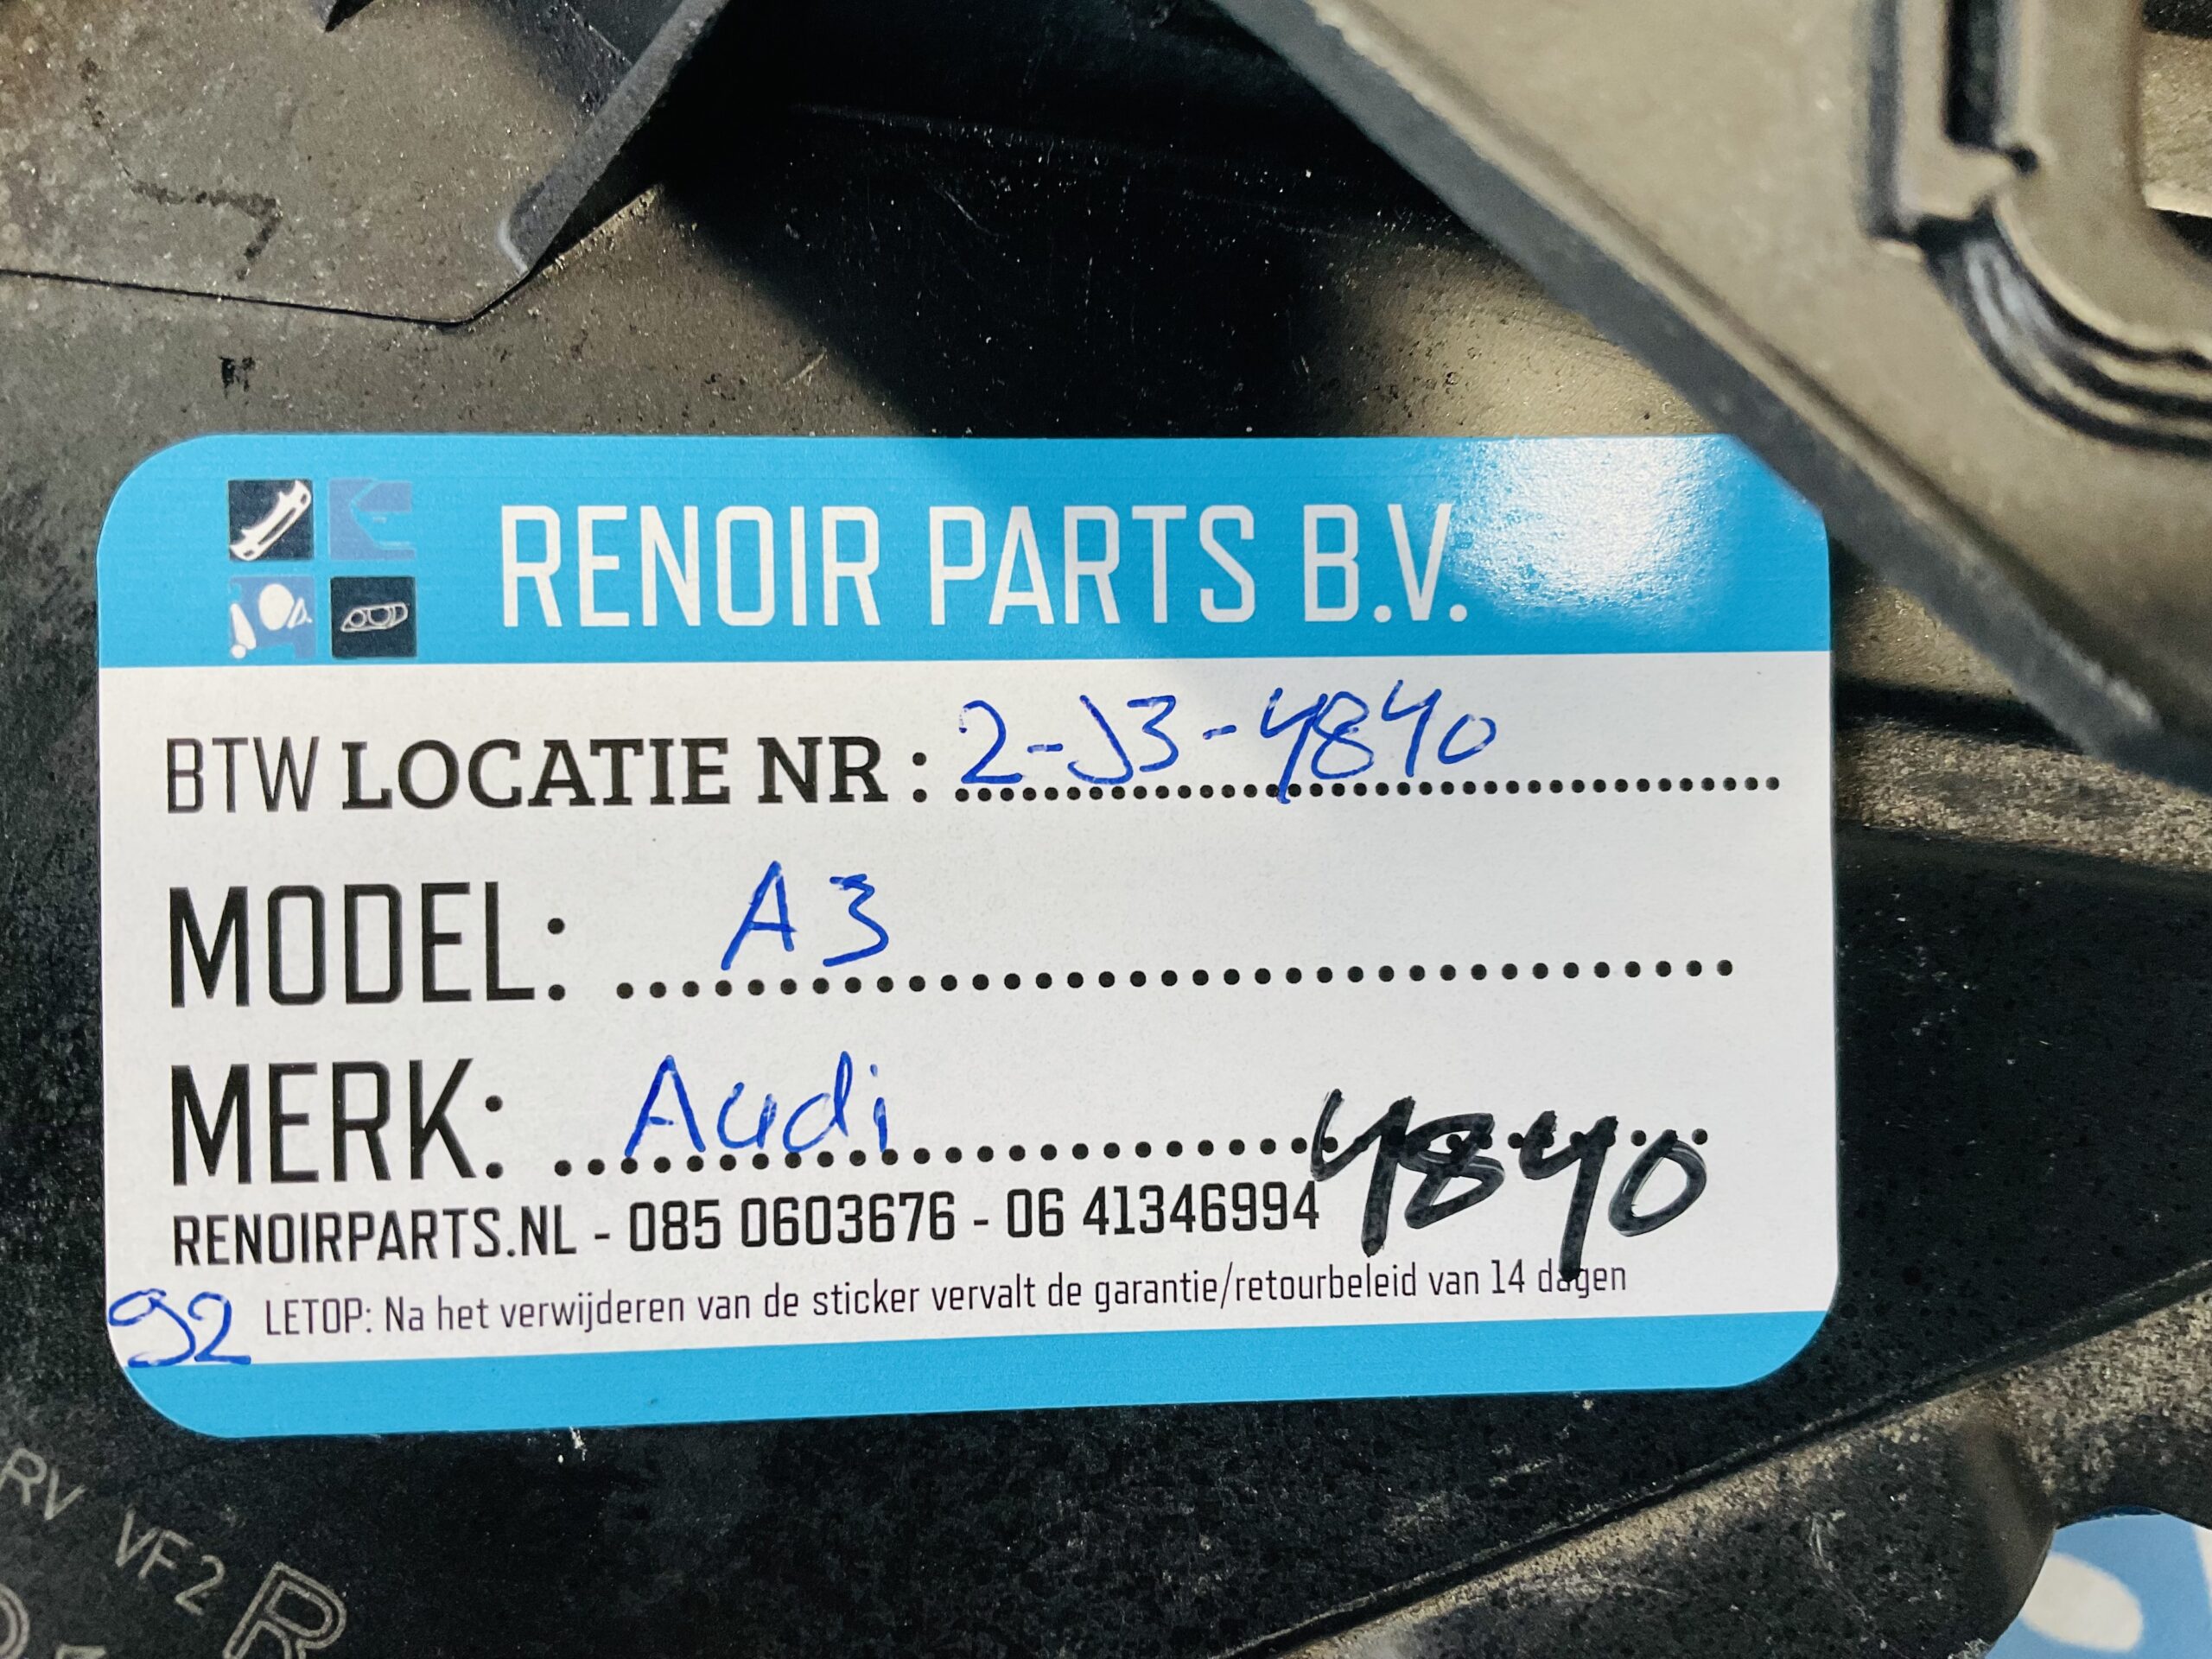 RENOIR PARTS B.V.
BTW LOCATIE NR : 2-J3-4840
MODEL: A3
MERK: Audi
4840
RENOIRPARTS.NL - 085 0603676 - 06 41346994
92 LETOP: Na het verwijderen van de sticker vervalt de garantie/retourbeleid van 14 dagen
RV VF2 R